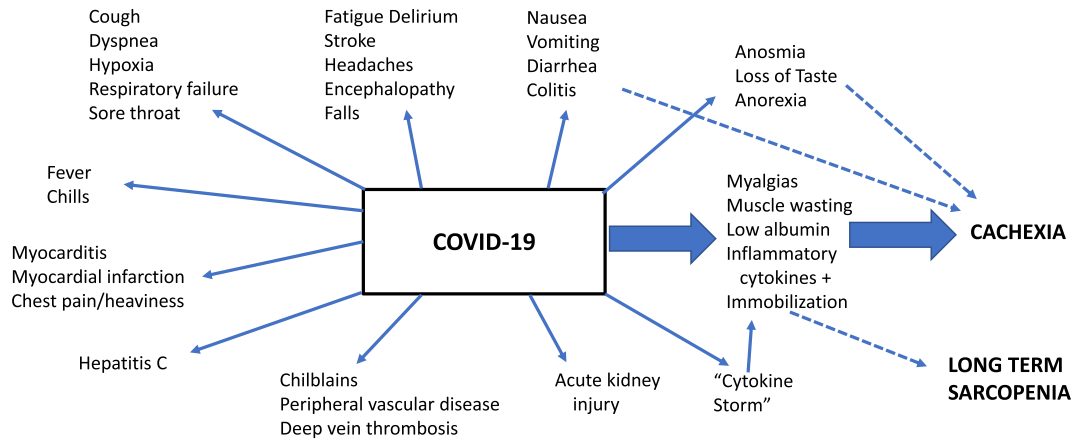 Cough
Dyspnea
Hypoxia
Respiratory failure
Sore throat
Fatigue Delirium
Stroke
Headaches
Encephalopathy
Falls
Nausea
Vomiting
Diarrhea
Colitis
Anosmia
Loss of Taste
Anorexia
Fever
Chills
Myalgias
Muscle wasting
Low albumin
Inflammatory
cytokines +
Immobilization
COVID-19
CACHEXIA
Myocarditis
Myocardial infarction
Chest pain/heaviness
Hepatitis C
Chilblains
Peripheral vascular disease
Deep vein thrombosis
Acute kidney
injury
“Cytokine
Storm”
LONG TERM
SARCOPENIA